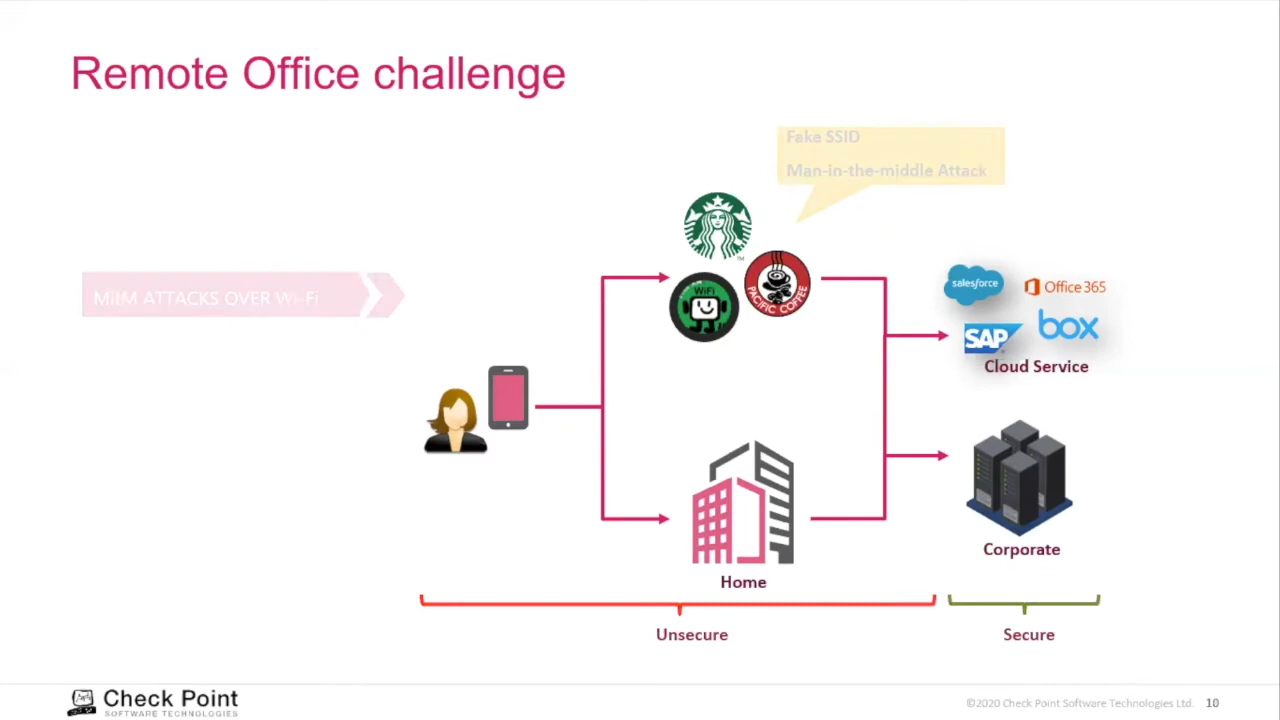 Remote Office challenge
Fake SSID
Man-in-the-middle Attack
MitM ATTACKS OVER Wi-Fi
WiFi
PACIFIC COFFEE
salesforce
Office 365
SAP
box
Cloud Service
Corporate
Home
Unsecure
Secure
Check Point
SOFTWARE TECHNOLOGIES
©2020 Check Point Software Technologies Ltd.
10